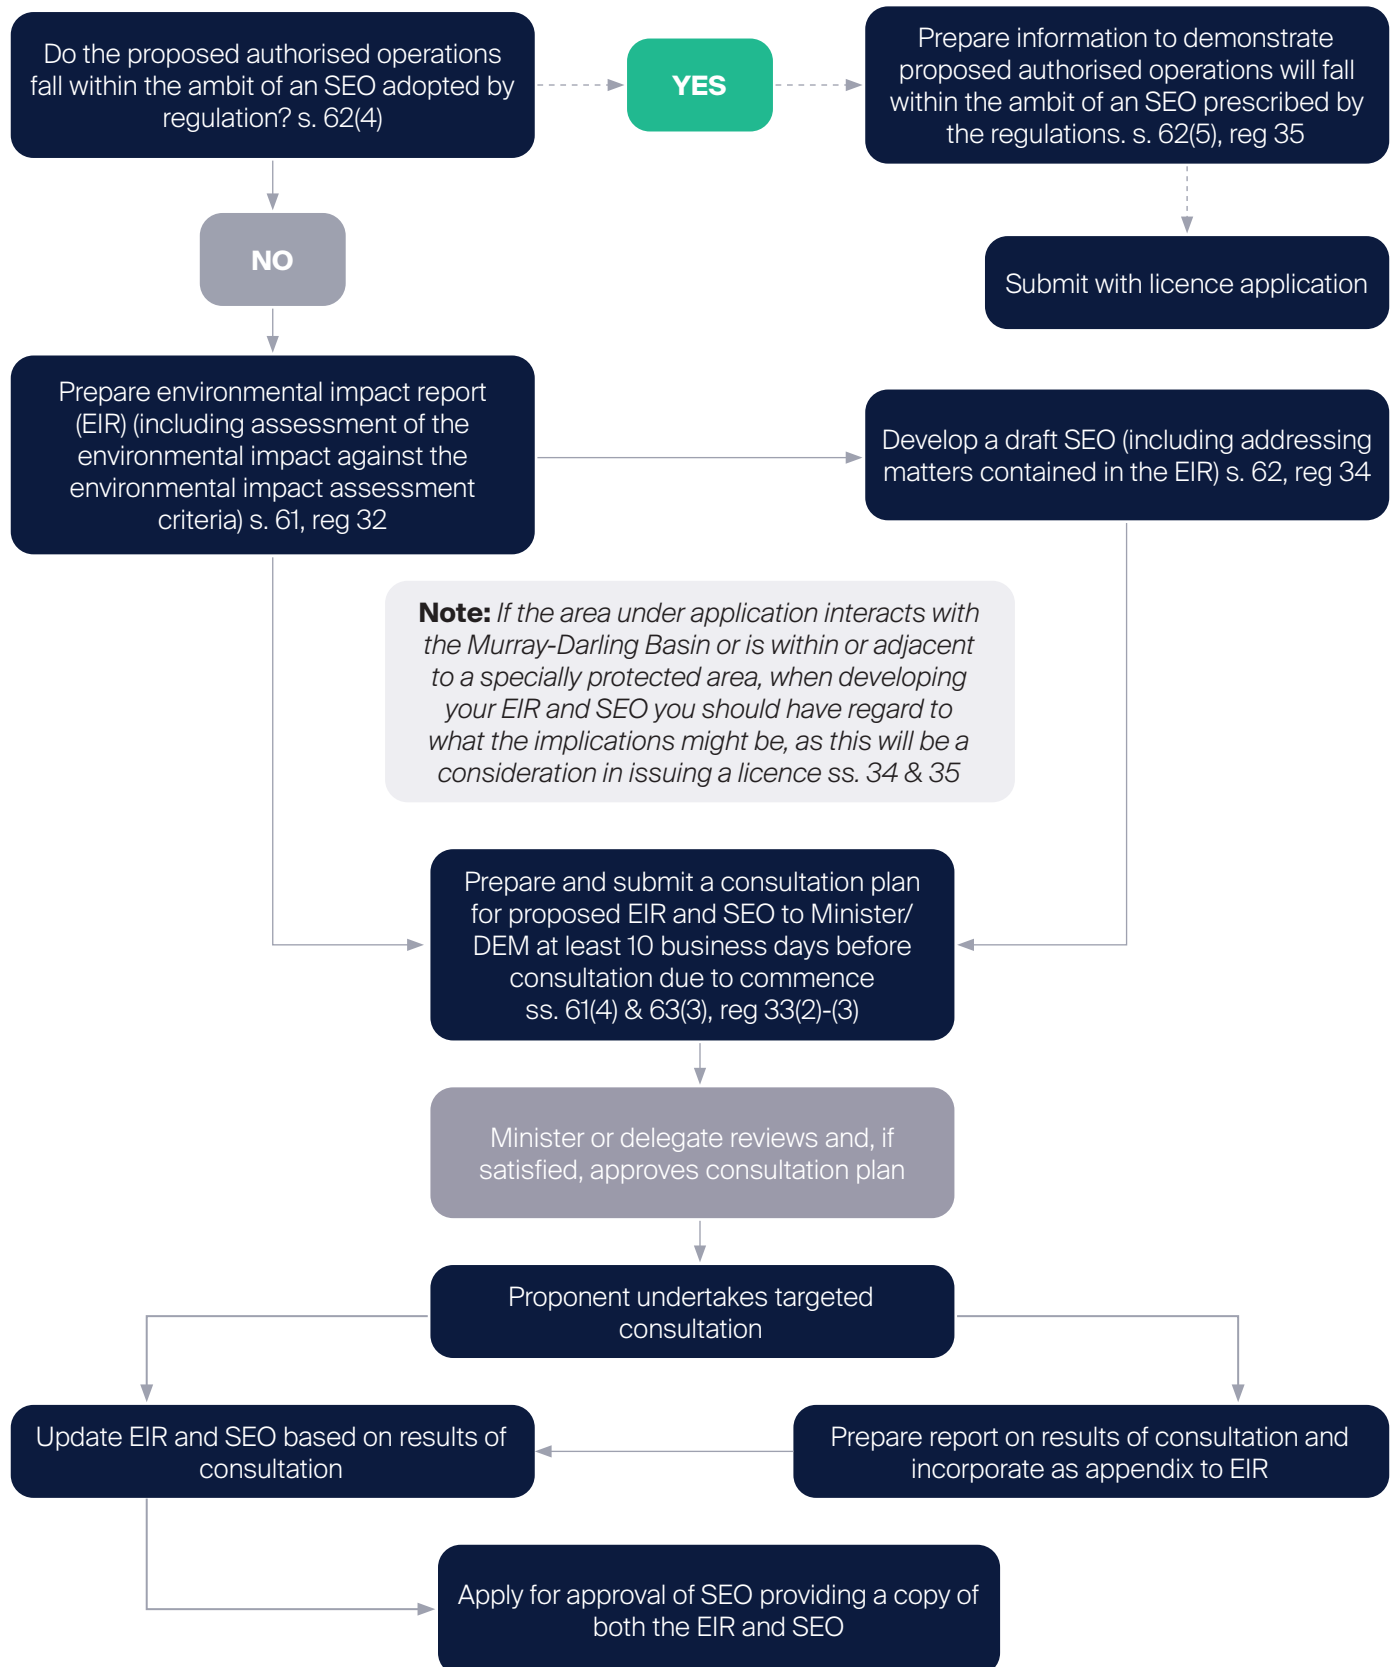 Do the proposed authorised operations
fall within the ambit of an SEO adopted by
regulation? s. 62(4)
YES
Prepare information to demonstrate
proposed authorised operations will fall
within the ambit of an SEO prescribed by
the regulations. s. 62(5), reg 35
NO
Submit with licence application
Prepare environmental impact report
(EIR) (including assessment of the
environmental impact against the
environmental impact assessment
criteria) s. 61, reg 32
Develop a draft SEO (including addressing
matters contained in the EIR) s. 62, reg 34
Note: If the area under application interacts with
the Murray-Darling Basin or is within or adjacent
to a specially protected area, when developing
your EIR and SEO you should have regard to
what the implications might be, as this will be a
consideration in issuing a licence ss. 34 & 35
Prepare and submit a consultation plan
for proposed EIR and SEO to Minister/
DEM at least 10 business days before
consultation due to commence
ss. 61(4) & 63(3), reg 33(2)-(3)
Minister or delegate reviews and, if
satisfied, approves consultation plan
Proponent undertakes targeted
consultation
Update EIR and SEO based on results of
consultation
Prepare report on results of consultation and
incorporate as appendix to EIR
Apply for approval of SEO providing a copy of
both the EIR and SEO